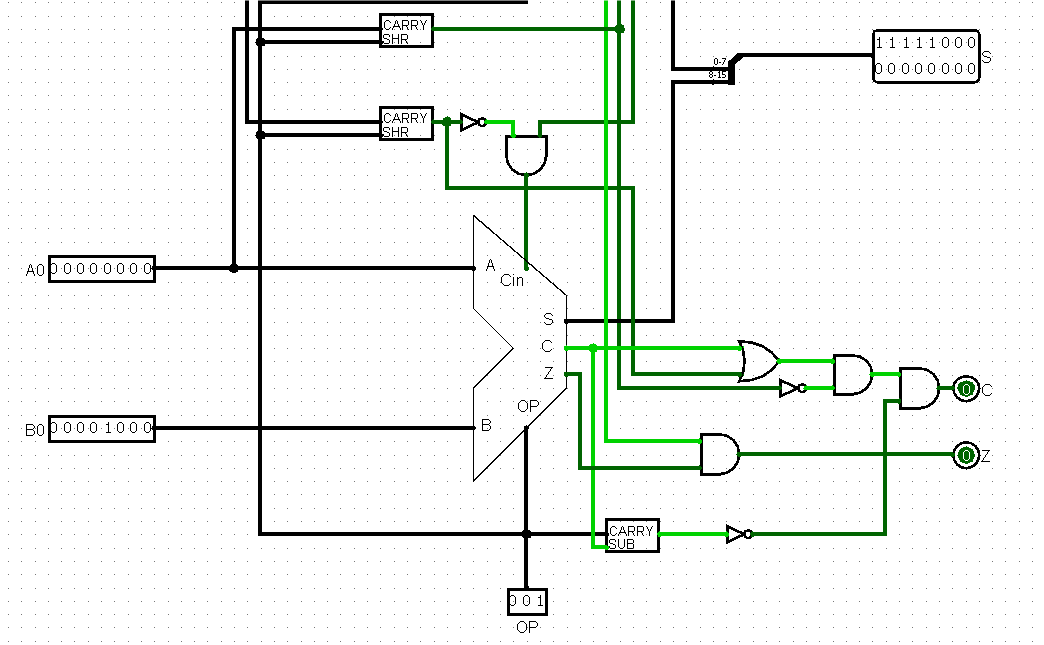 CARRY
SHR
0-7
8-15
1 1 1 1 1 0 0 0
0 0 0 0 0 0 0 0
S
CARRY
SHR
A0 0 0 0 0 0 0 0 0
A
Cin
S
C
Z
OP
0 C
B0 0 0 0 0 1 0 0 0
B
0 Z
CARRY
SUB
0 0 1
OP